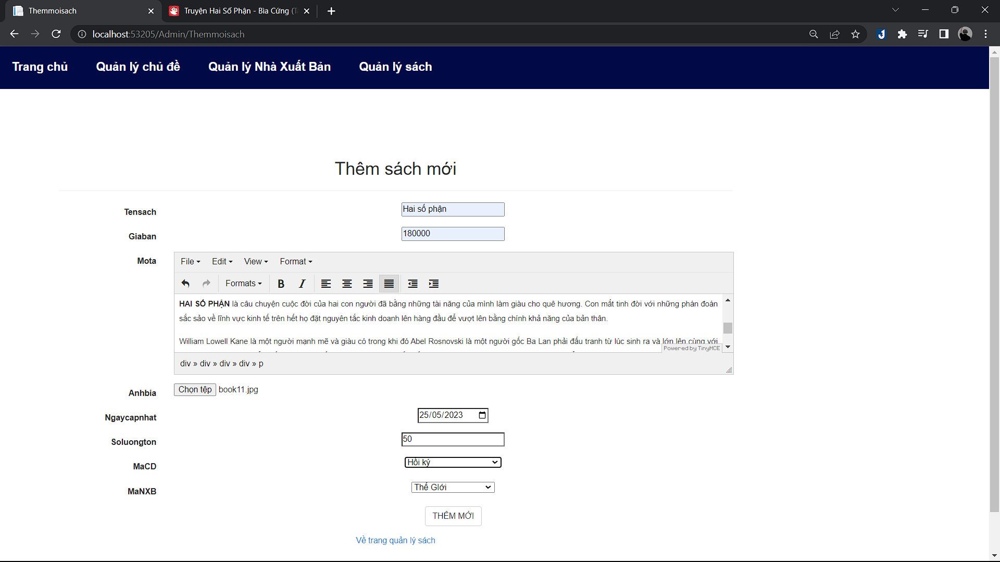 Themmoisach
Truyện Hai Số Phận - Bìa Cứng (T
localhost:53205/Admin/Themmoisach
Trang chủ Quản lý chủ đề Quản lý Nhà Xuất Bản Quản lý sách
Thêm sách mới
Tensach Hai số phận
Giaban 180000
Mota File Edit View Format
Formats B I
HAI SỐ PHẬN là câu chuyện cuộc đời của hai con người đã bằng những tài năng của mình làm giàu cho quê hương. Con mắt tinh đời với những phán đoán
sắc sảo về lĩnh vực kinh tế trên hết họ đặt nguyên tắc kinh doanh lên hàng đầu để vượt lên bằng chính khả năng của bản thân.
William Lowell Kane là một người mạnh mẽ và giàu có trong khi đó Abel Rosnovski là một người gốc Ba Lan phải đấu tranh từ lúc sinh ra và lớn lên cùng với
Powered by TinyMCE
div » div » div » div » p
Anhbia Chọn tệp book11.jpg
Ngaycapnhat 25/05/2023
Soluongton 50
MaCD Hồi ký
MaNXB Thế GIới
THÊM MỚI
Về trang quản lý sách